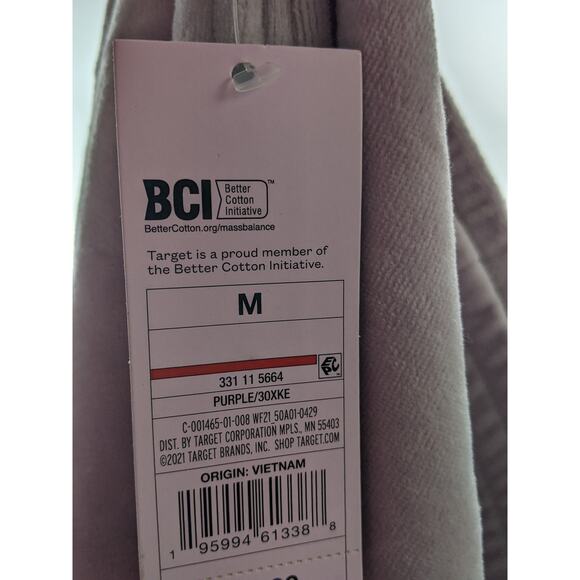 BCI Better Cotton Initiative™
BetterCotton.org/massbalance
Target is a proud member of
the Better Cotton Initiative.
M
331 11 5664
PURPLE/30XKE
C-001465-01-008 WF21 50A01-0429
DIST. BY TARGET CORPORATION MPLS., MN 55403
©2021 TARGET BRANDS, INC. SHOP TARGET.COM
ORIGIN: VIETNAM
1 95994 61338 8